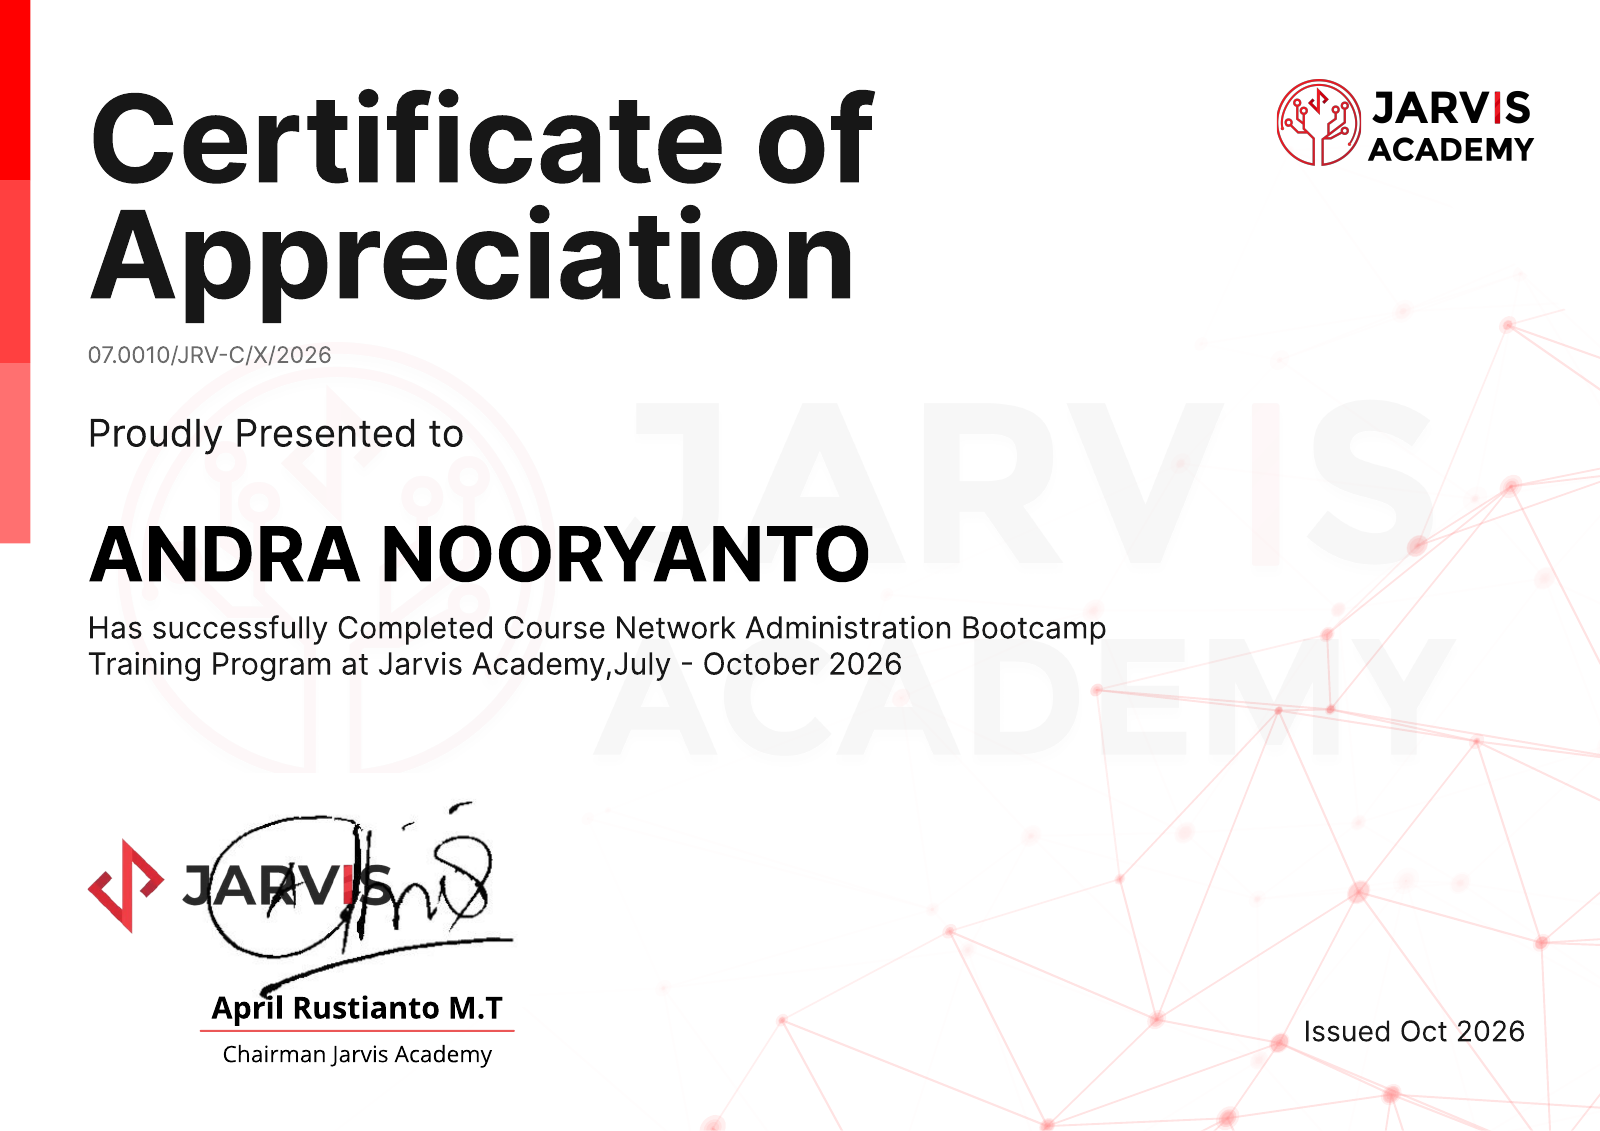 Certificate of
Appreciation
JARVIS
ACADEMY
07.0010/JRV-C/X/2026
Proudly Presented to
JARVIS
ACADEMY
ANDRA NOORYANTO
Has successfully Completed Course Network Administration Bootcamp
Training Program at Jarvis Academy,July - October 2026
JARVIS
April Rustianto M.T
Chairman Jarvis Academy
Issued Oct 2026